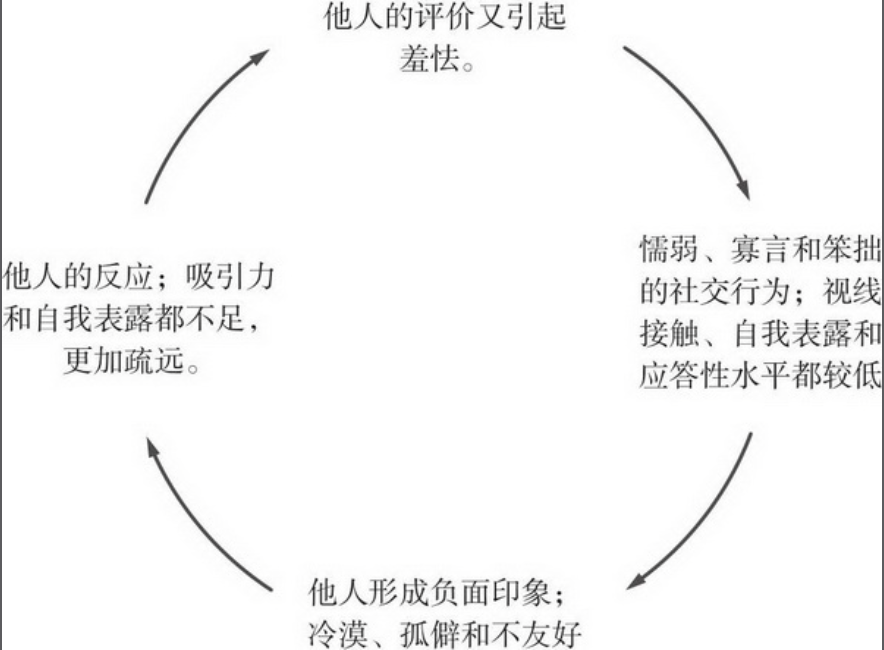 他人的评价又引起
羞怯。
懦弱、寡言和笨拙
的社交行为；视线
接触、自我表露和
应答性水平都较低
他人形成负面印象；
冷漠、孤僻和不友好
他人的反应；吸引力
和自我表露都不足，
更加疏远。